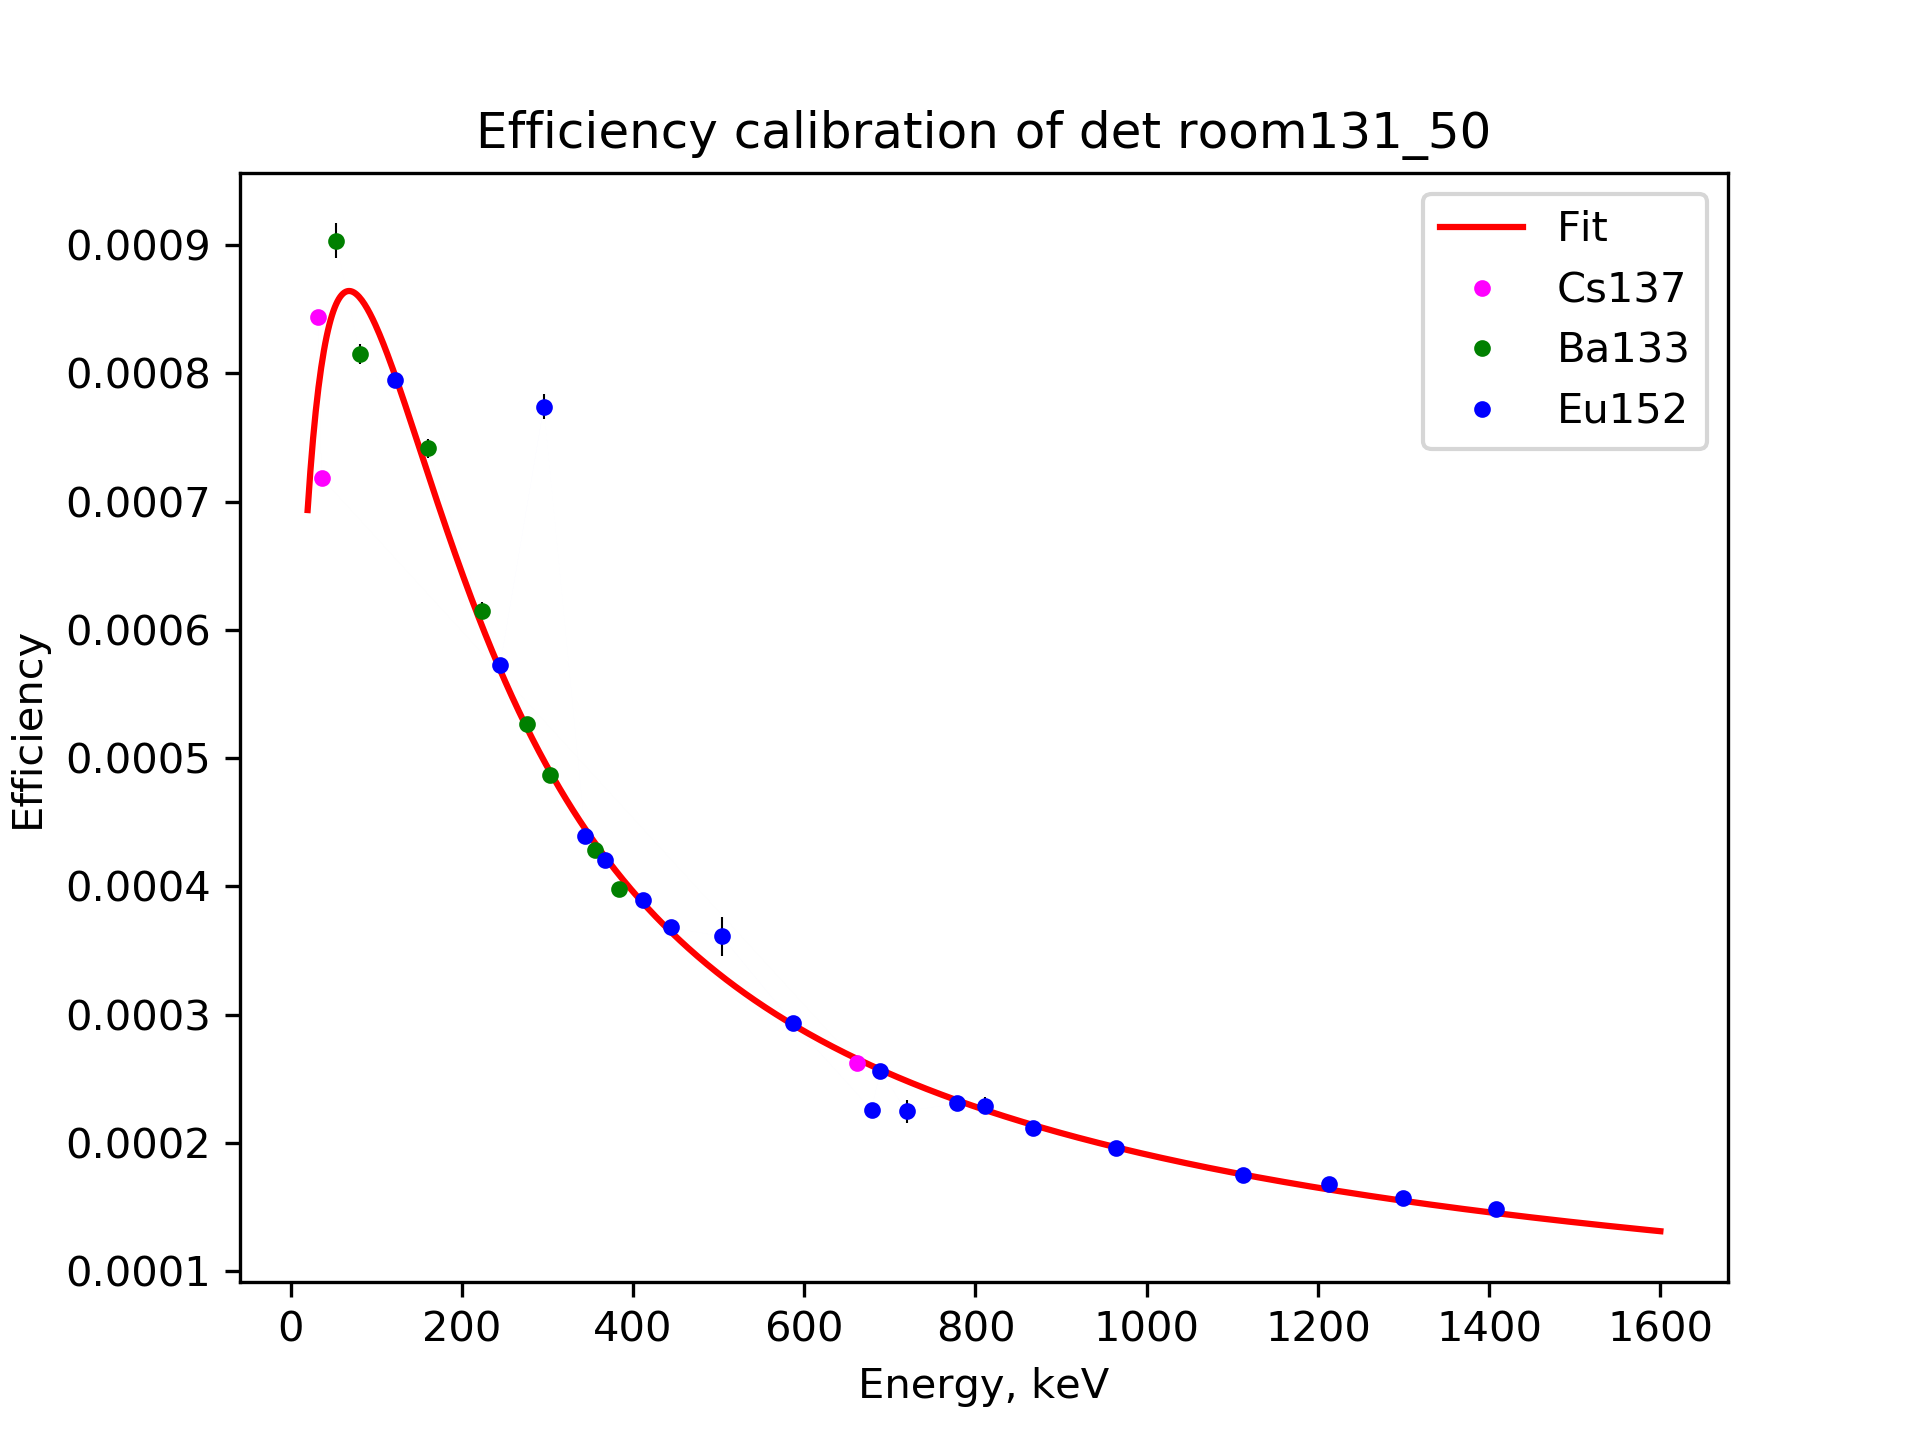 Efficiency calibration of det room131_50
Fit
Cs137
Ba133
Eu152
0.0009
0.0008
0.0007
0.0006
0.0005
0.0004
0.0003
0.0002
0.0001
Efficiency
0 200 400 600 800 1000 1200 1400 1600
Energy, keV